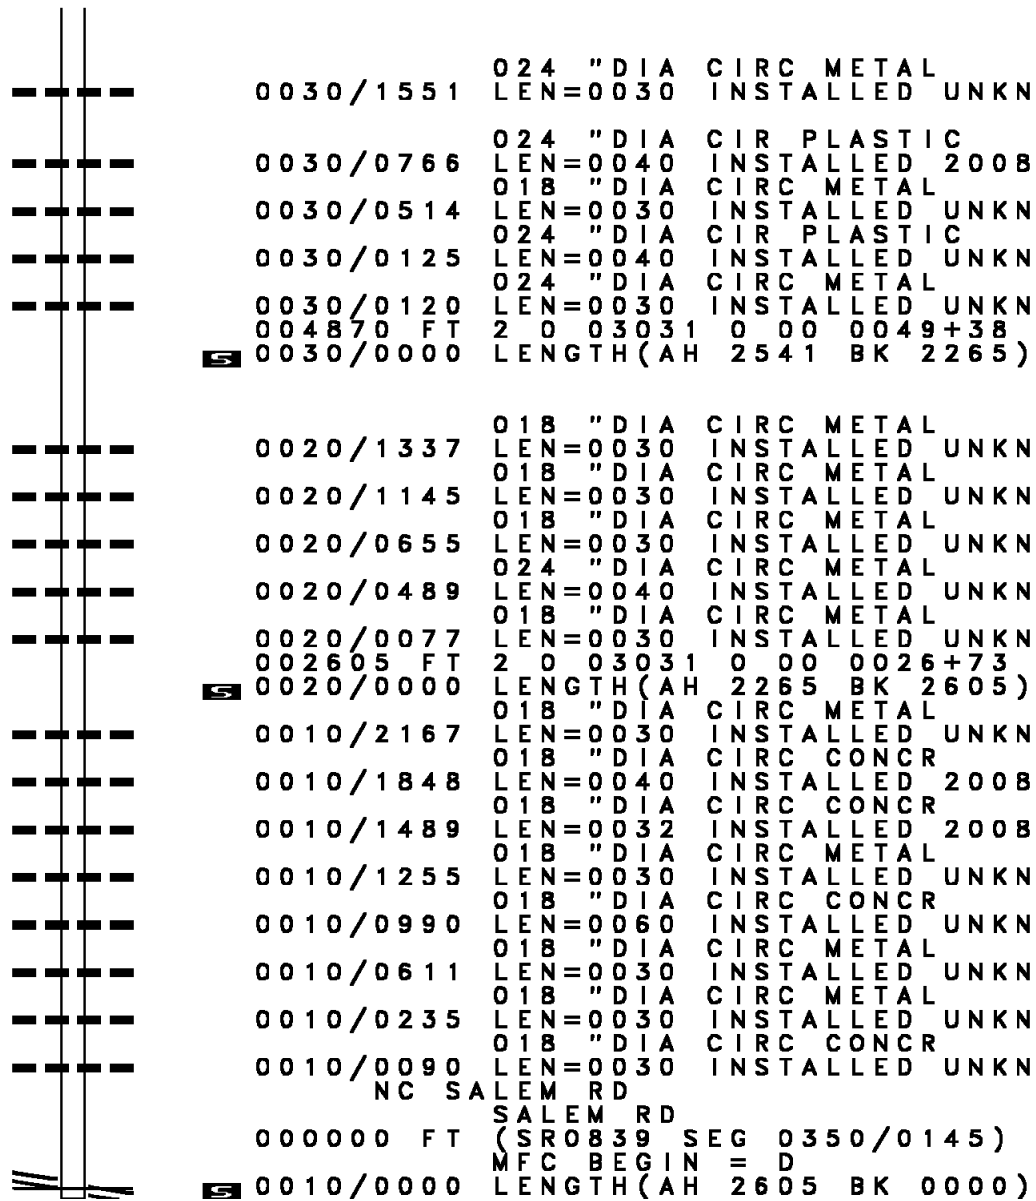 024 "DIA CIRC METAL
0030/1551 LEN=0030 INSTALLED UNKN
024 "DIA CIR PLASTIC
0030/0766 LEN=0040 INSTALLED 2008
018 "DIA CIRC METAL
0030/0514 LEN=0030 INSTALLED UNKN
024 "DIA CIR PLASTIC
0030/0125 LEN=0040 INSTALLED UNKN
024 "DIA CIRC METAL
0030/0120 LEN=0030 INSTALLED UNKN
004870 FT 2 0 03031 0 00 0049+38
S 0030/0000 LENGTH(AH 2541 BK 2265)
018 "DIA CIRC METAL
0020/1337 LEN=0030 INSTALLED UNKN
018 "DIA CIRC METAL
0020/1145 LEN=0030 INSTALLED UNKN
018 "DIA CIRC METAL
0020/0655 LEN=0030 INSTALLED UNKN
024 "DIA CIRC METAL
0020/0489 LEN=0040 INSTALLED UNKN
018 "DIA CIRC METAL
0020/0077 LEN=0030 INSTALLED UNKN
002605 FT 2 0 03031 0 00 0026+73
S 0020/0000 LENGTH(AH 2265 BK 2605)
018 "DIA CIRC METAL
0010/2167 LEN=0030 INSTALLED UNKN
018 "DIA CIRC CONCR
0010/1848 LEN=0040 INSTALLED 2008
018 "DIA CIRC CONCR
0010/1489 LEN=0032 INSTALLED 2008
018 "DIA CIRC METAL
0010/1255 LEN=0030 INSTALLED UNKN
018 "DIA CIRC CONCR
0010/0990 LEN=0060 INSTALLED UNKN
018 "DIA CIRC METAL
0010/0611 LEN=0030 INSTALLED UNKN
018 "DIA CIRC METAL
0010/0235 LEN=0030 INSTALLED UNKN
018 "DIA CIRC CONCR
0010/0090 LEN=0030 INSTALLED UNKN
NC SALEM RD
SALEM RD
000000 FT (SR0839 SEG 0350/0145)
MFC BEGIN = D
S 0010/0000 LENGTH(AH 2605 BK 0000)